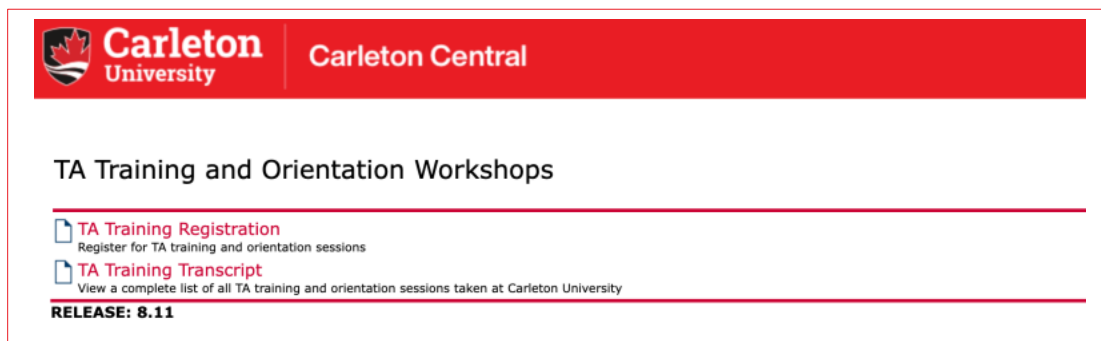 Carleton
University
Carleton Central
TA Training and Orientation Workshops
TA Training Registration
Register for TA training and orientation sessions
TA Training Transcript
View a complete list of all TA training and orientation sessions taken at Carleton University
RELEASE: 8.11